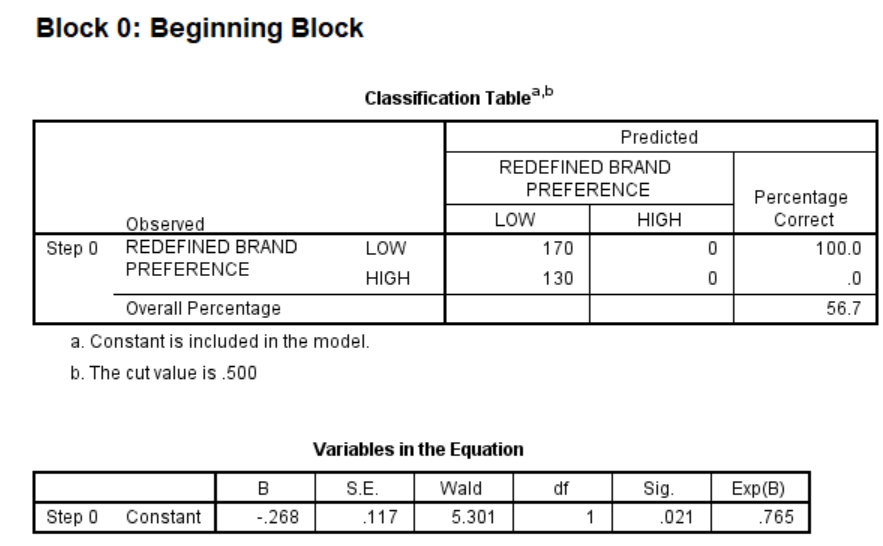 Block 0: Beginning Block
Classification Tablea,b
Predicted
REDEFINED BRAND
PREFERENCE
Percentage
Correct
Observed
LOW
HIGH
Step 0 REDEFINED BRAND
PREFERENCE
LOW 170 0 100.0
HIGH 130 0 .0
Overall Percentage 56.7
a. Constant is included in the model.
b. The cut value is .500
Variables in the Equation
B S.E. Wald df Sig. Exp(B)
Step 0 Constant -.268 .117 5.301 1 .021 .765